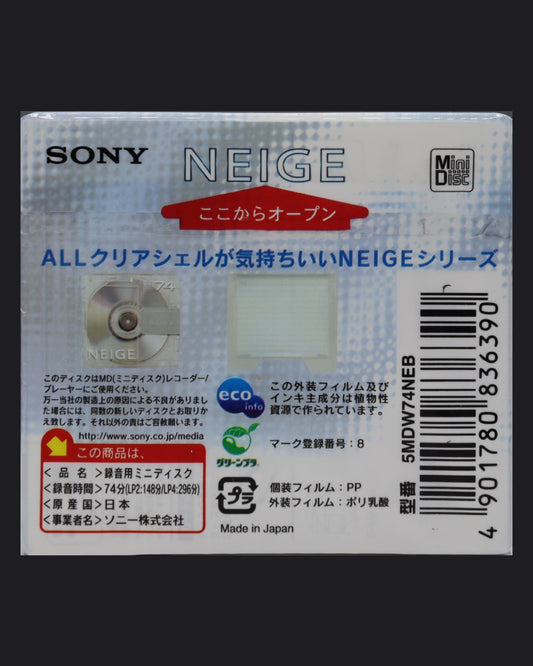 SONY
NEIGE
Mini
Disc
ここからオープン
ALLクリアシェルが気持ちいいNEIGEシリーズ
74
NEIGE
このディスクはMD(ミニディスク)レコーダー/
プレーヤーにご使用ください。
万一当社の製造上の原因による不良がありまし
た場合には、同数の新しいディスクとお取りか
え致します。それ以外の責はご容赦願います。
http://www.sony.co.jp/media
この商品は、
<品名>録音用ミニディスク
<録音時間>74分(LP2:148分/LP4:296分)
<原産国>日本
<事業者名>ソニー株式会社
eco
info
この外装フィルム及び
インキ主成分は植物性
資源で作られています。
グリーンプラ
マーク登録番号:8
プラ
個装フィルム:PP
外装フィルム:ポリ乳酸
Made in Japan
型番 5MDW74NEB
4 901780 836390